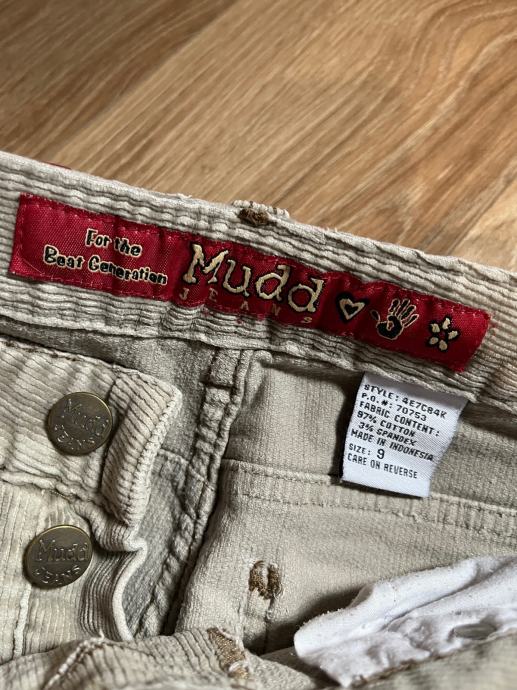 For the
Beat Generation
Mudd
JEANS
STYLE: 4E7CB4K
P.O.#: 70753
FABRIC CONTENT:
97% COTTON
3% SPANDEX
MADE IN INDONESIA
SIZE: 9
CARE ON REVERSE
Mudd
JEANS
Mudd
JEANS